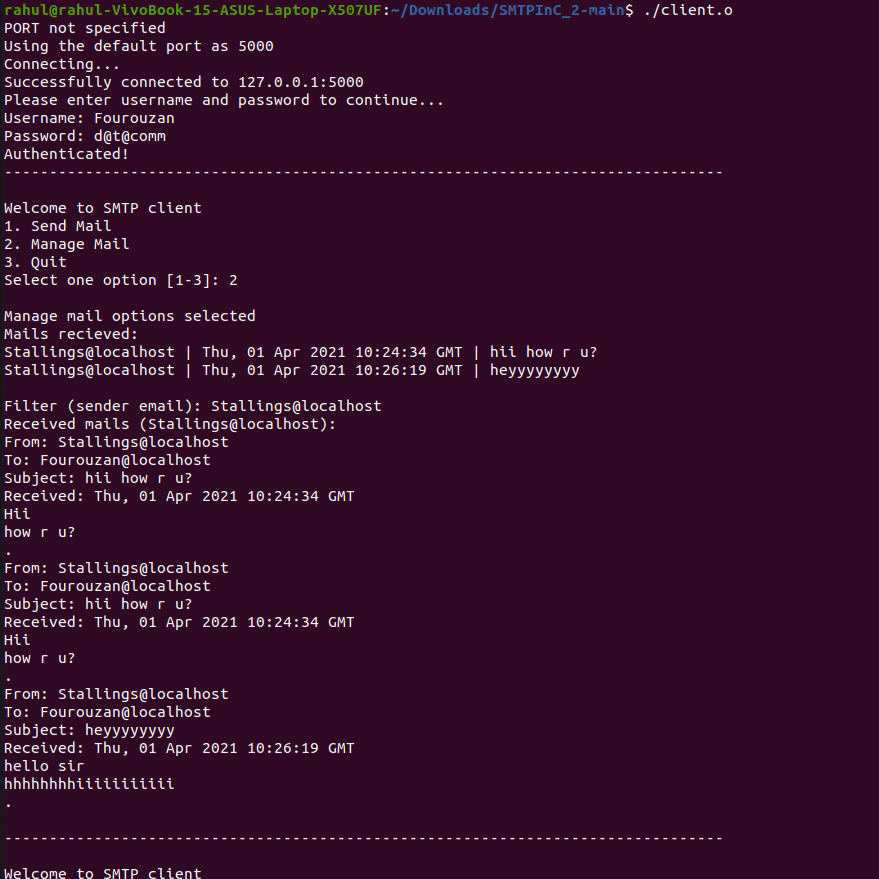 rahul@rahul-VivoBook-15-ASUS-Laptop-X507UF:~/Downloads/SMTPInC_2-main$ ./client.o
PORT not specified
Using the default port as 5000
Connecting...
Successfully connected to 127.0.0.1:5000
Please enter username and password to continue...
Username: Fourouzan
Password: d@t@comm
Authenticated!
--------------------------------------------------------------------------------
Welcome to SMTP client
1. Send Mail
2. Manage Mail
3. Quit
Select one option [1-3]: 2
Manage mail options selected
Mails recieved:
Stallings@localhost | Thu, 01 Apr 2021 10:24:34 GMT | hii how r u?
Stallings@localhost | Thu, 01 Apr 2021 10:26:19 GMT | heyyyyyyyy
Filter (sender email): Stallings@localhost
Received mails (Stallings@localhost):
From: Stallings@localhost
To: Fourouzan@localhost
Subject: hii how r u?
Received: Thu, 01 Apr 2021 10:24:34 GMT
Hii
how r u?
.
From: Stallings@localhost
To: Fourouzan@localhost
Subject: hii how r u?
Received: Thu, 01 Apr 2021 10:24:34 GMT
Hii
how r u?
.
From: Stallings@localhost
To: Fourouzan@localhost
Subject: heyyyyyyyy
Received: Thu, 01 Apr 2021 10:26:19 GMT
hello sir
hhhhhhhhiiiiiiiiiii
.
--------------------------------------------------------------------------------
Welcome to SMTP client